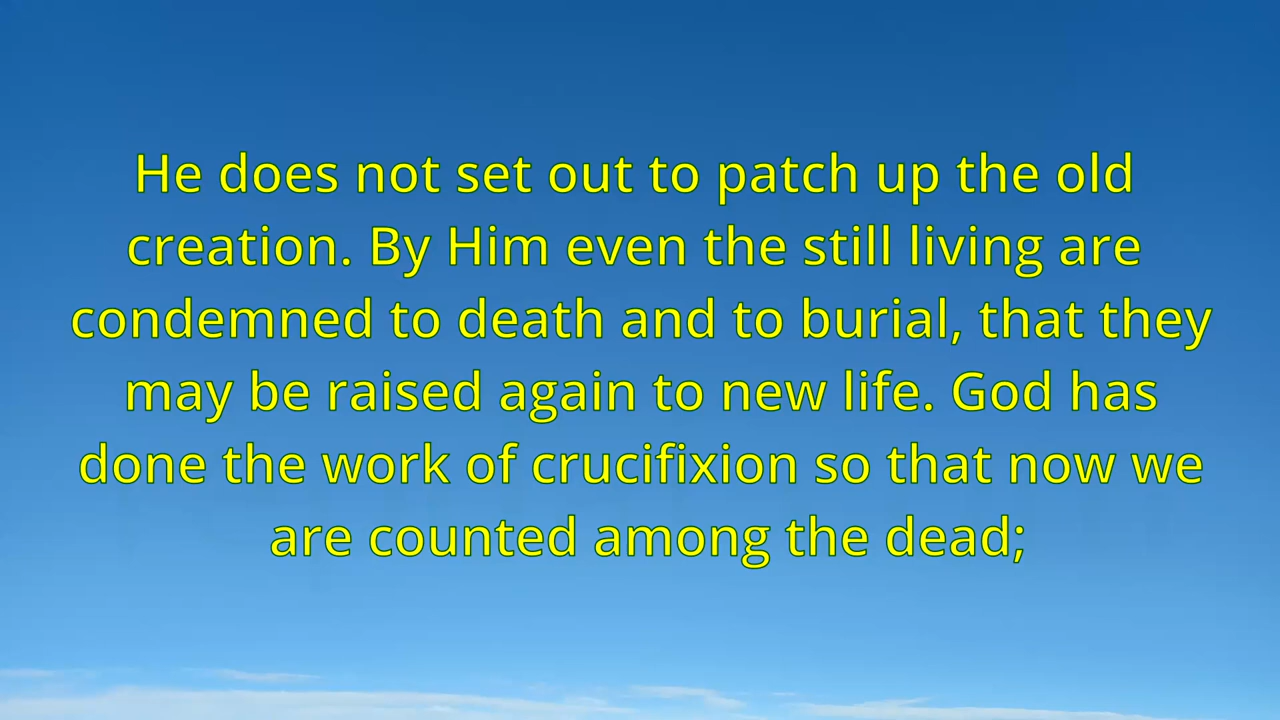 He does not set out to patch up the old
creation. By Him even the still living are
condemned to death and to burial, that they
may be raised again to new life. God has
done the work of crucifixion so that now we
are counted among the dead;